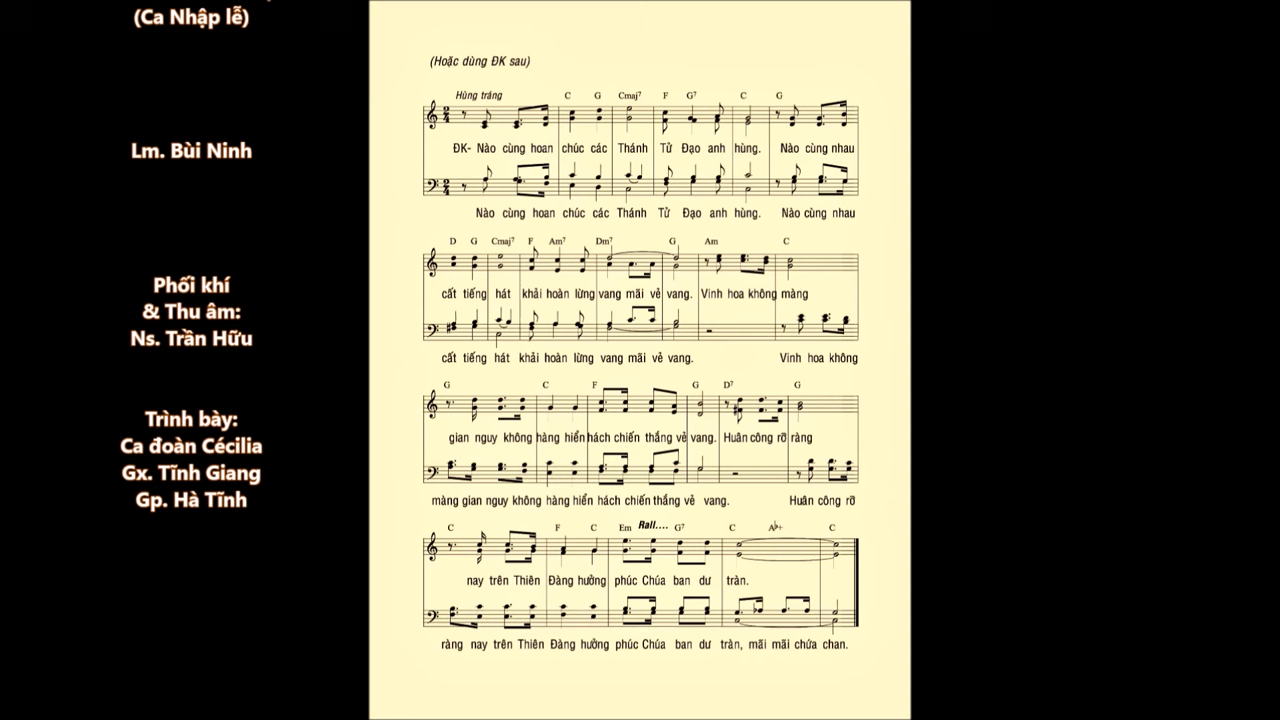 (Ca Nhập lễ)
Lm. Bùi Ninh
Phối khí
& Thu âm:
Ns. Trần Hữu
Trình bày:
Ca đoàn Cécilia
Gx. Tĩnh Giang
Gp. Hà Tĩnh
(Hoặc dùng ĐK sau)
Hùng tráng C G Cmaj7 F G7 C G
ĐK- Nào cùng hoan chúc các Thánh Tử Đạo anh hùng. Nào cùng nhau
Nào cùng hoan chúc các Thánh Tử Đạo anh hùng. Nào cùng nhau
D G Cmaj7 F Am7 Dm7 G Am C
cất tiếng hát khải hoàn lừng vang mãi vẻ vang. Vinh hoa không màng
cất tiếng hát khải hoàn lừng vang mãi vẻ vang. Vinh hoa không
G C F G D7 G
gian nguy không hàng hiển hách chiến thắng vẻ vang. Huân công rỡ ràng
màng gian nguy không hàng hiển hách chiến thắng vẻ vang. Huân công rỡ
C F C Em Rall.... G7 C Ab+ C
nay trên Thiên Đàng hưởng phúc Chúa ban dư tràn.
ràng nay trên Thiên Đàng hưởng phúc Chúa ban dư tràn, mãi mãi chứa chan.